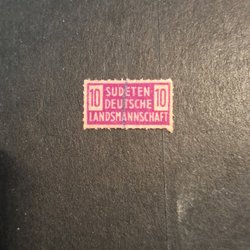 10 SUDETEN- 10
DEUTSCHE
LANDSMANNSCHAFT